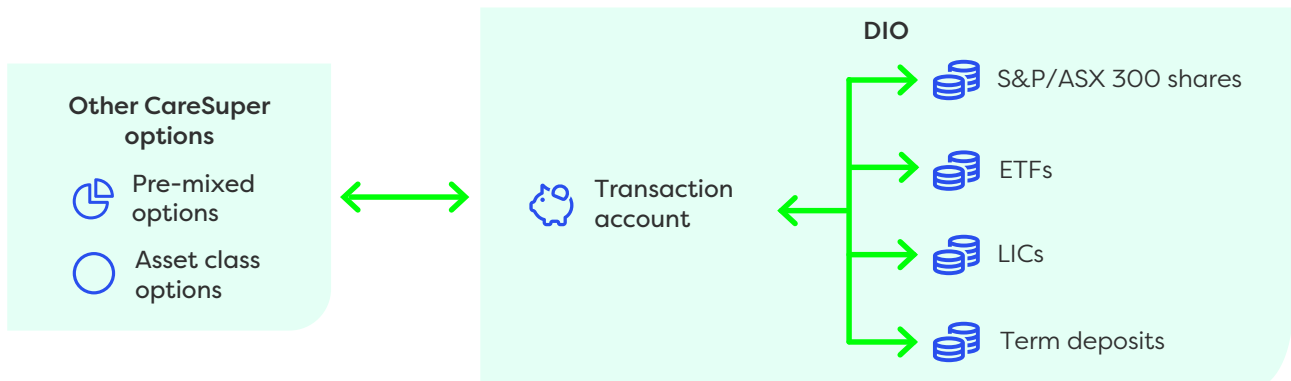 Other CareSuper
options
Pre-mixed
options
Asset class
options
DIO
Transaction
account
S&P/ASX 300 shares
ETFs
LICs
Term deposits